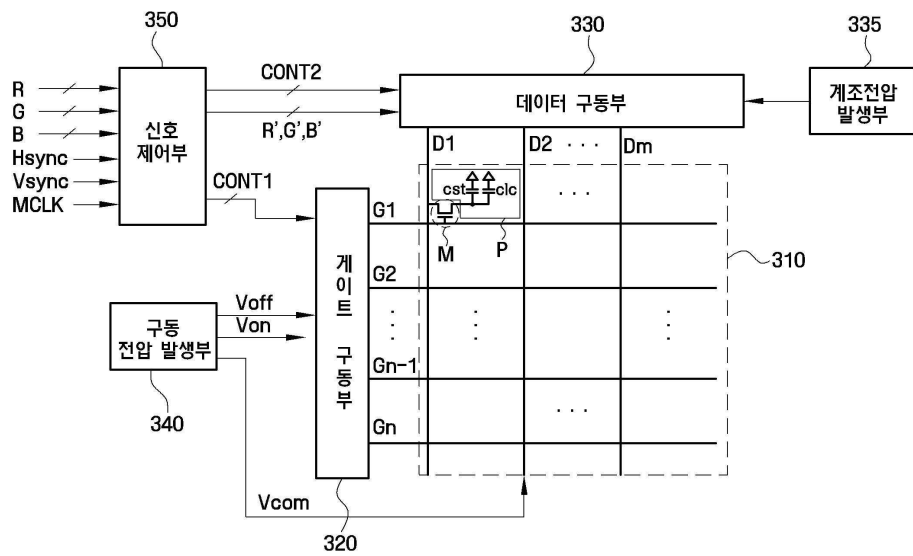 350
330
335
R
G
B
Hsync
Vsync
MCLK
신호
제어부
CONT2
R',G',B'
CONT1
데이터 구동부
계조전압
발생부
D1
D2
· · ·
Dm
cst
clc
· · ·
G1
M
P
310
G2
게이트 구동부
Voff
Von
구동
전압 발생부
340
Gn-1
· · ·
Gn
Vcom
320